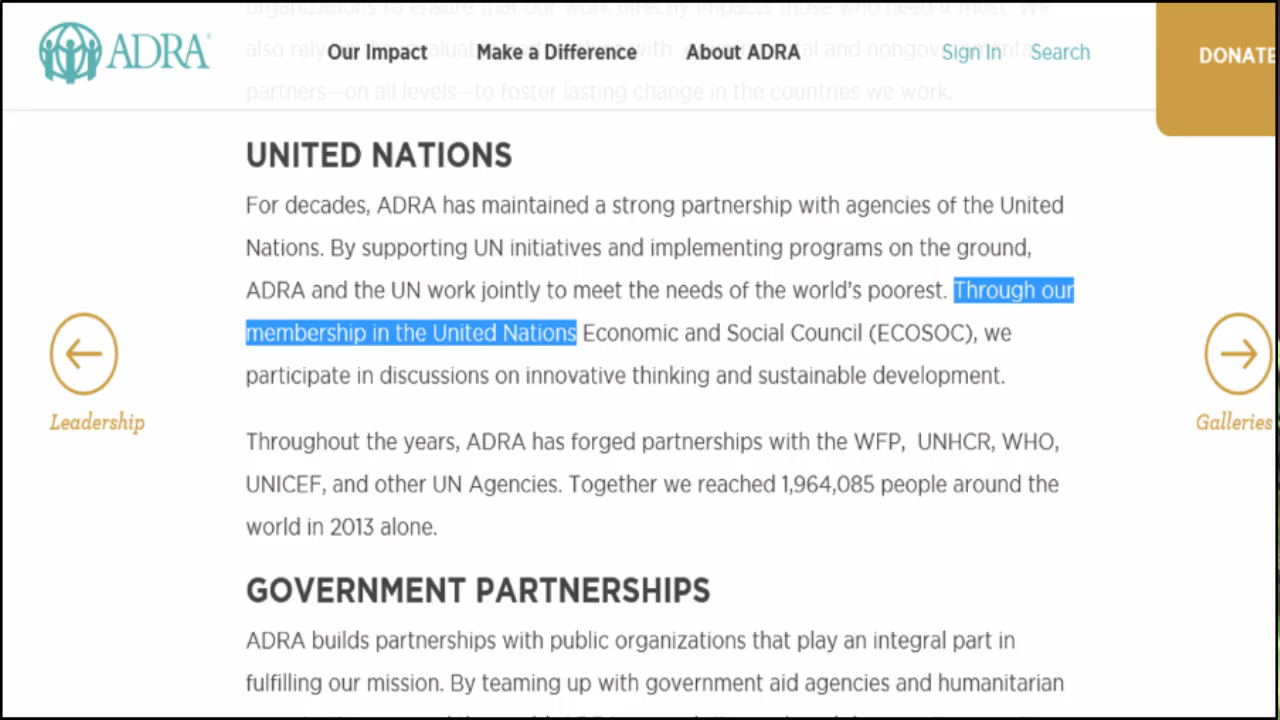 organizations to ensure that our work directly impacts those who need it most. We
ADRA
Our Impact
Make a Difference
About ADRA
Sign In
Search
DONATE
also rely
with
and
partners—on all levels—to foster lasting change in the countries we work.
UNITED NATIONS
For decades, ADRA has maintained a strong partnership with agencies of the United
Nations. By supporting UN initiatives and implementing programs on the ground,
ADRA and the UN work jointly to meet the needs of the world's poorest. Through our
membership in the United Nations Economic and Social Council (ECOSOC), we
participate in discussions on innovative thinking and sustainable development.
Leadership
Galleries
Throughout the years, ADRA has forged partnerships with the WFP, UNHCR, WHO,
UNICEF, and other UN Agencies. Together we reached 1,964,085 people around the
world in 2013 alone.
GOVERNMENT PARTNERSHIPS
ADRA builds partnerships with public organizations that play an integral part in
fulfilling our mission. By teaming up with government aid agencies and humanitarian